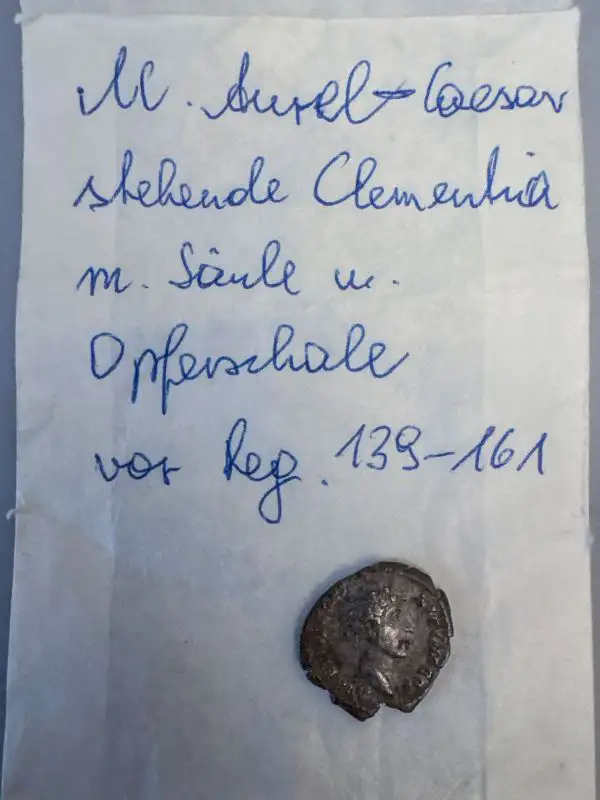 M. Aurel-Caesar
stehende Clementia
m. Säule u.
Opferschale
vor Reg. 139-161